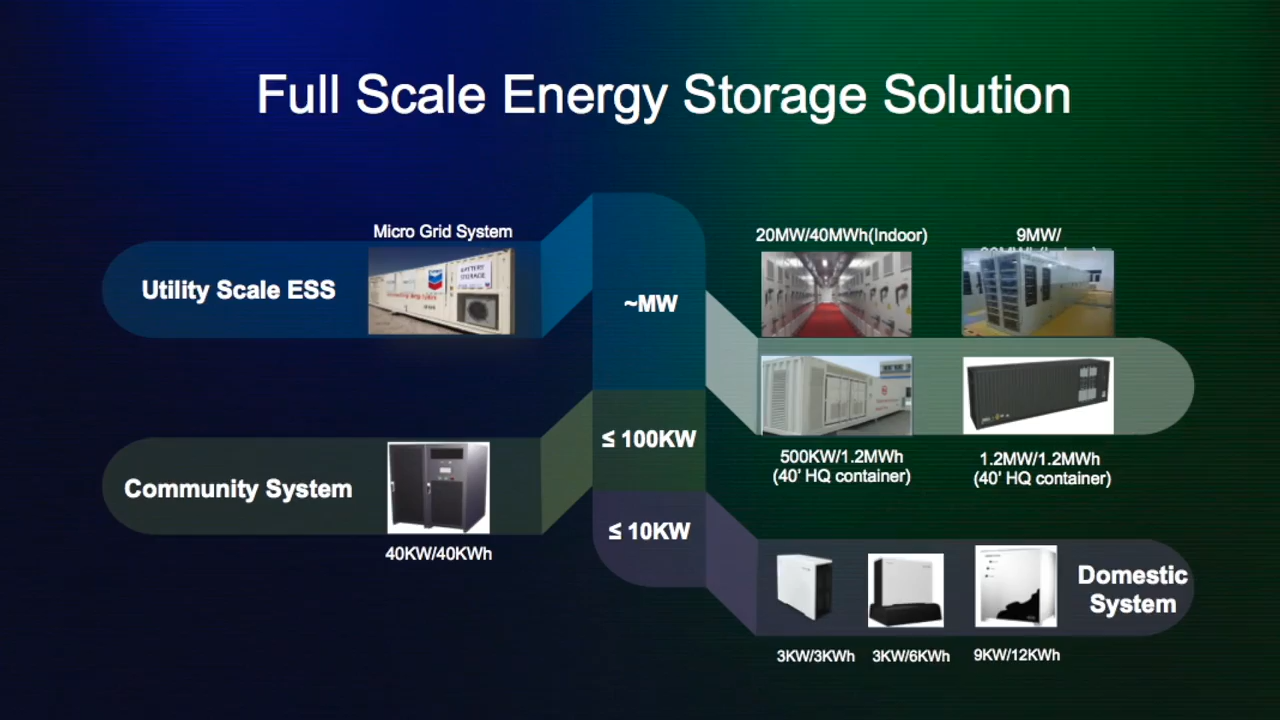 Full Scale Energy Storage Solution
Micro Grid System
Utility Scale ESS
BATTERY
STORAGE
~MW
20MW/40MWh(Indoor)
9MW/
500KW/1.2MWh
(40' HQ container)
1.2MW/1.2MWh
(40' HQ container)
≤ 100KW
Community System
40KW/40KWh
≤ 10KW
Domestic
System
3KW/3KWh
3KW/6KWh
9KW/12KWh